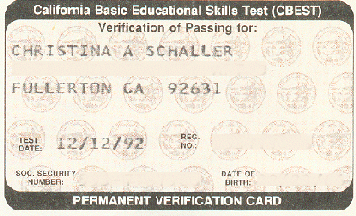 California Basic Educational Skills Test (CBEST)
Verification of Passing for:
CHRISTINA A SCHALLER
FULLERTON CA 92631
TEST DATE: 12/12/92 REG. NO.:
SOC. SECURITY NUMBER: DATE OF BIRTH:
PERMANENT VERIFICATION CARD